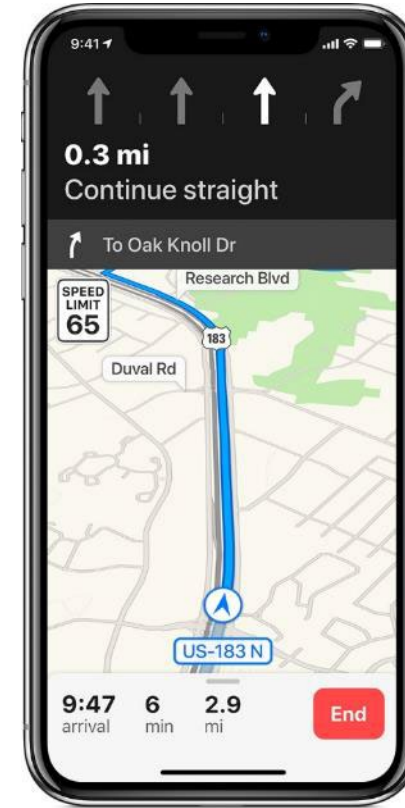 9:41
0.3 mi
Continue straight
To Oak Knoll Dr
Research Blvd
SPEED
LIMIT
65
183
Duval Rd
US-183 N
9:47 6 2.9
arrival min mi
End